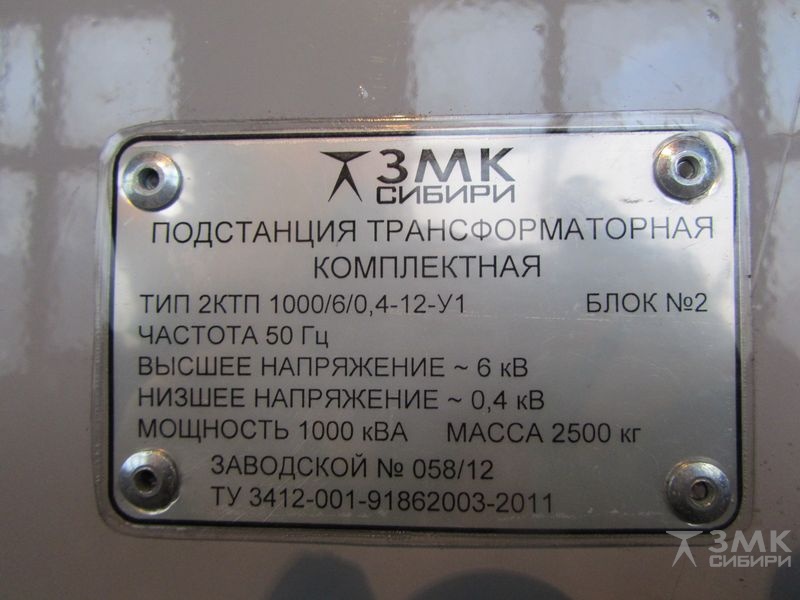 ЗМК
СИБИРИ
ПОДСТАНЦИЯ ТРАНСФОРМАТОРНАЯ
КОМПЛЕКТНАЯ
ТИП 2КТП 1000/6/0,4-12-У1 БЛОК №2
ЧАСТОТА 50 Гц
ВЫСШЕЕ НАПРЯЖЕНИЕ ~ 6 кВ
НИЗШЕЕ НАПРЯЖЕНИЕ ~ 0,4 кВ
МОЩНОСТЬ 1000 кВА МАССА 2500 кг
ЗАВОДСКОЙ № 058/12
ТУ 3412-001-91862003-2011
ЗМК
СИБИРИ